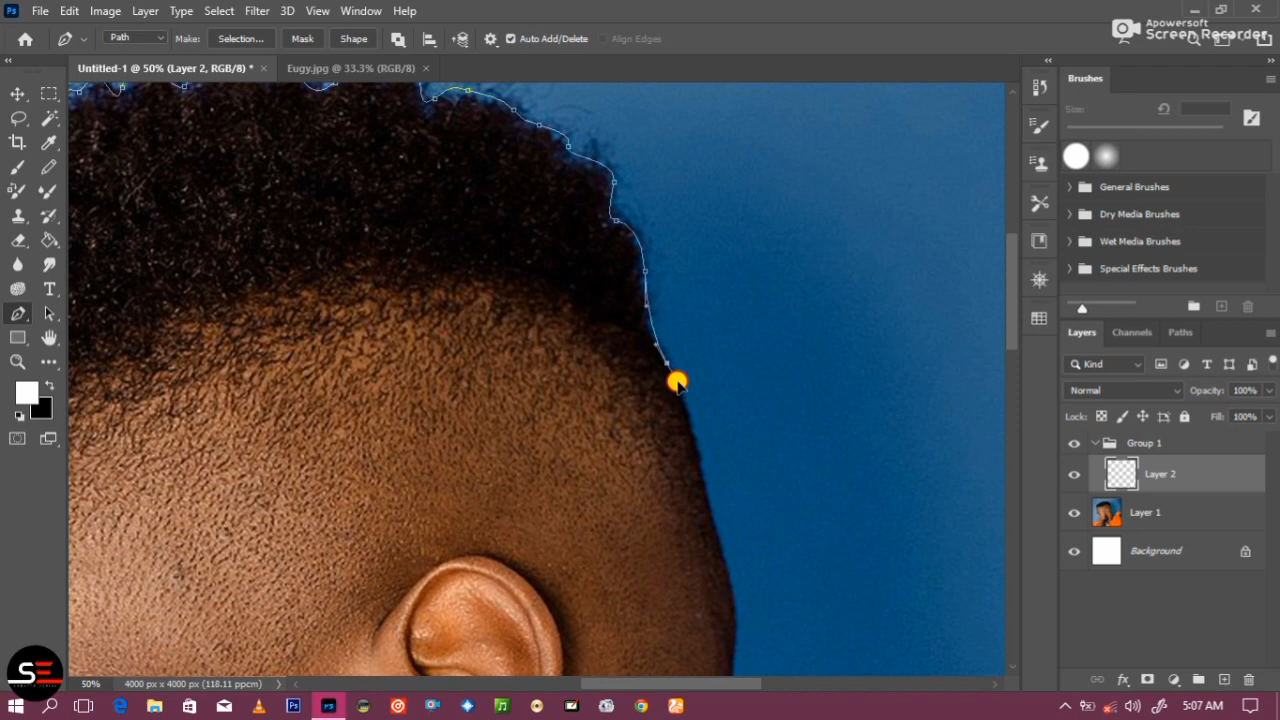 Ps File Edit Image Layer Type Select Filter 3D View Window Help
Apowersoft
Screen Recorder
Path Make: Selection... Mask Shape Auto Add/Delete Align Edges
Untitled-1 @ 50% (Layer 2, RGB/8) * × Eugy.jpg @ 33.3% (RGB/8) ×
Brushes
Size:
General Brushes
Dry Media Brushes
Wet Media Brushes
Special Effects Brushes
Layers Channels Paths
Kind
Normal Opacity: 100%
Lock: Fill: 100%
Group 1
Layer 2
Layer 1
Background
SE
50% 4000 px x 4000 px (118.11 ppcm)
5:07 AM